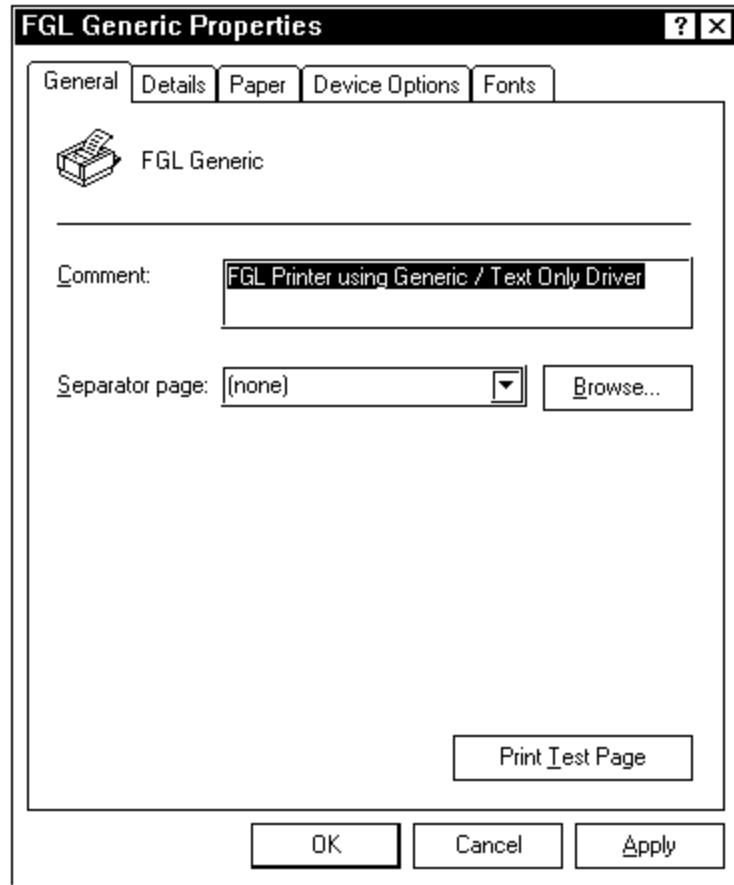 FGL Generic Properties ? X
General Details Paper Device Options Fonts
FGL Generic
Comment: FGL Printer using Generic / Text Only Driver
Separator page: (none) Browse...
Print Test Page
OK Cancel Apply